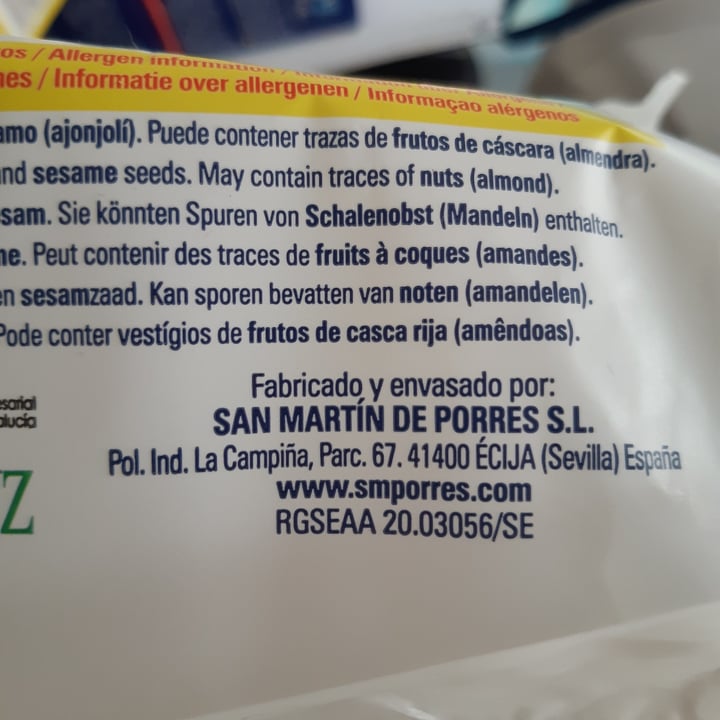 os / Allergen information /
nes / Informatie over allergenen / Informaçao alérgenos
amo (ajonjolí). Puede contener trazas de frutos de cáscara (almendra).
nd sesame seeds. May contain traces of nuts (almond).
sam. Sie könnten Spuren von Schalenobst (Mandeln) enthalten.
ne. Peut contenir des traces de fruits à coques (amandes).
en sesamzaad. Kan sporen bevatten van noten (amandelen).
Pode conter vestígios de frutos de casca rija (amêndoas).
esarial
alucía
Z
Fabricado y envasado por:
SAN MARTÍN DE PORRES S.L.
Pol. Ind. La Campiña, Parc. 67. 41400 ÉCIJA (Sevilla) España
www.smporres.com
RGSEAA 20.03056/SE